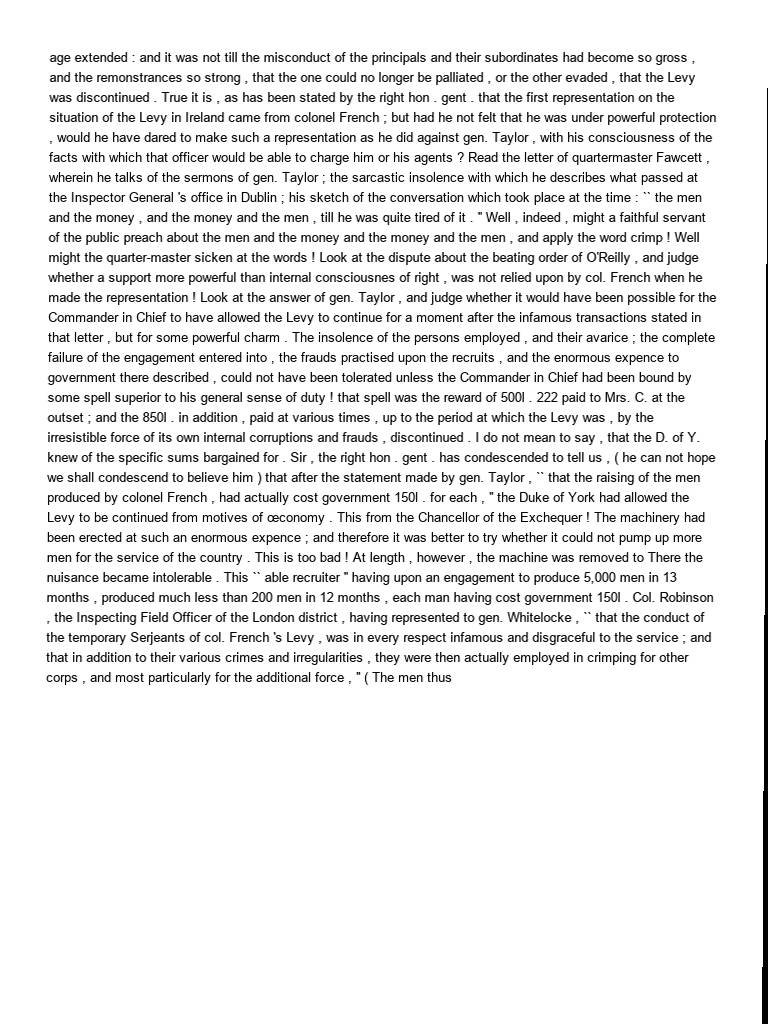 age extended : and it was not till the misconduct of the principals and their subordinates had become so gross ,
and the remonstrances so strong , that the one could no longer be palliated , or the other evaded , that the Levy
was discontinued . True it is , as has been stated by the right hon . gent . that the first representation on the
situation of the Levy in Ireland came from colonel French ; but had he not felt that he was under powerful protection
, would he have dared to make such a representation as he did against gen. Taylor , with his consciousness of the
facts with which that officer would be able to charge him or his agents ? Read the letter of quartermaster Fawcett ,
wherein he talks of the sermons of gen. Taylor ; the sarcastic insolence with which he describes what passed at
the Inspector General 's office in Dublin ; his sketch of the conversation which took place at the time : `` the men
and the money , and the money and the men , till he was quite tired of it . " Well , indeed , might a faithful servant
of the public preach about the men and the money and the money and the men , and apply the word crimp ! Well
might the quarter-master sicken at the words ! Look at the dispute about the beating order of O'Reilly , and judge
whether a support more powerful than internal consciousnes of right , was not relied upon by col. French when he
made the representation ! Look at the answer of gen. Taylor , and judge whether it would have been possible for the
Commander in Chief to have allowed the Levy to continue for a moment after the infamous transactions stated in
that letter , but for some powerful charm . The insolence of the persons employed , and their avarice ; the complete
failure of the engagement entered into , the frauds practised upon the recruits , and the enormous expence to
government there described , could not have been tolerated unless the Commander in Chief had been bound by
some spell superior to his general sense of duty ! that spell was the reward of 500l . 222 paid to Mrs. C. at the
outset ; and the 850l . in addition , paid at various times , up to the period at which the Levy was , by the
irresistible force of its own internal corruptions and frauds , discontinued . I do not mean to say , that the D. of Y.
knew of the specific sums bargained for . Sir , the right hon . gent . has condescended to tell us , ( he can not hope
we shall condescend to believe him ) that after the statement made by gen. Taylor , `` that the raising of the men
produced by colonel French , had actually cost government 150l . for each , " the Duke of York had allowed the
Levy to be continued from motives of œconomy . This from the Chancellor of the Exchequer ! The machinery had
been erected at such an enormous expence ; and therefore it was better to try whether it could not pump up more
men for the service of the country . This is too bad ! At length , however , the machine was removed to There the
nuisance became intolerable . This `` able recruiter " having upon an engagement to produce 5,000 men in 13
months , produced much less than 200 men in 12 months , each man having cost government 150l . Col. Robinson
, the Inspecting Field Officer of the London district , having represented to gen. Whitelocke , `` that the conduct of
the temporary Serjeants of col. French 's Levy , was in every respect infamous and disgraceful to the service ; and
that in addition to their various crimes and irregularities , they were then actually employed in crimping for other
corps , and most particularly for the additional force , " ( The men thus